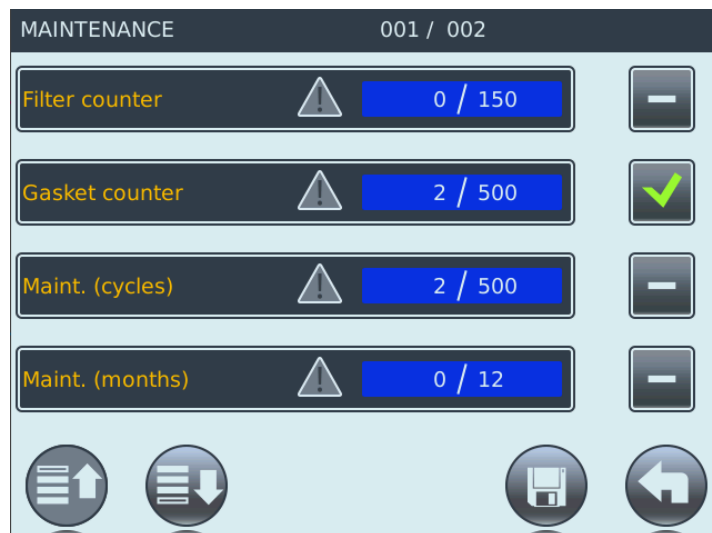 MAINTENANCE 001 / 002
Filter counter 0 / 150
Gasket counter 2 / 500
Maint. (cycles) 2 / 500
Maint. (months) 0 / 12